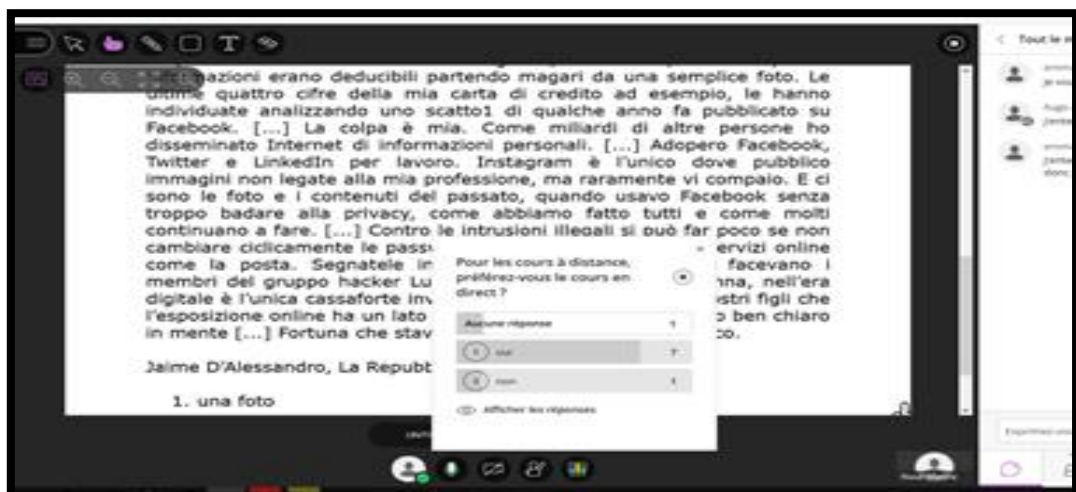 Tout le
mazioni erano deducibili partendo magari da una semplice foto. Le
ultime quattro cifre della mia carta di credito ad esempio, le hanno
individuate analizzando uno scatto1 di qualche anno fa pubblicato su
Facebook. [...] La colpa è mia. Come miliardi di altre persone ho
disseminato Internet di informazioni personali. [...] Adopero Facebook,
Twitter e LinkedIn per lavoro. Instagram è l'unico dove pubblico
immagini non legate alla mia professione, ma raramente vi compaio. E ci
sono le foto e i contenuti del passato, quando usavo Facebook senza
troppo badare alla privacy, come abbiamo fatto tutti e come molti
continuano a fare. [...] Contro le intrusioni illegali si può far poco se non
cambiare ciclicamente le pass ervizi online
come la posta. Segnatele in facevano i
membri del gruppo hacker Lu nna, nell'era
digitale è l'unica cassaforte inv ostri figli che
l'esposizione online ha un lato o ben chiaro
in mente [...] Fortuna che stav co.
Jaime D'Alessandro, La Repubb
1. una foto
Pour les cours à distance,
préférez-vous le cours en
direct ?
Aucune réponse 1
oui 7
non 1
Afficher les réponses